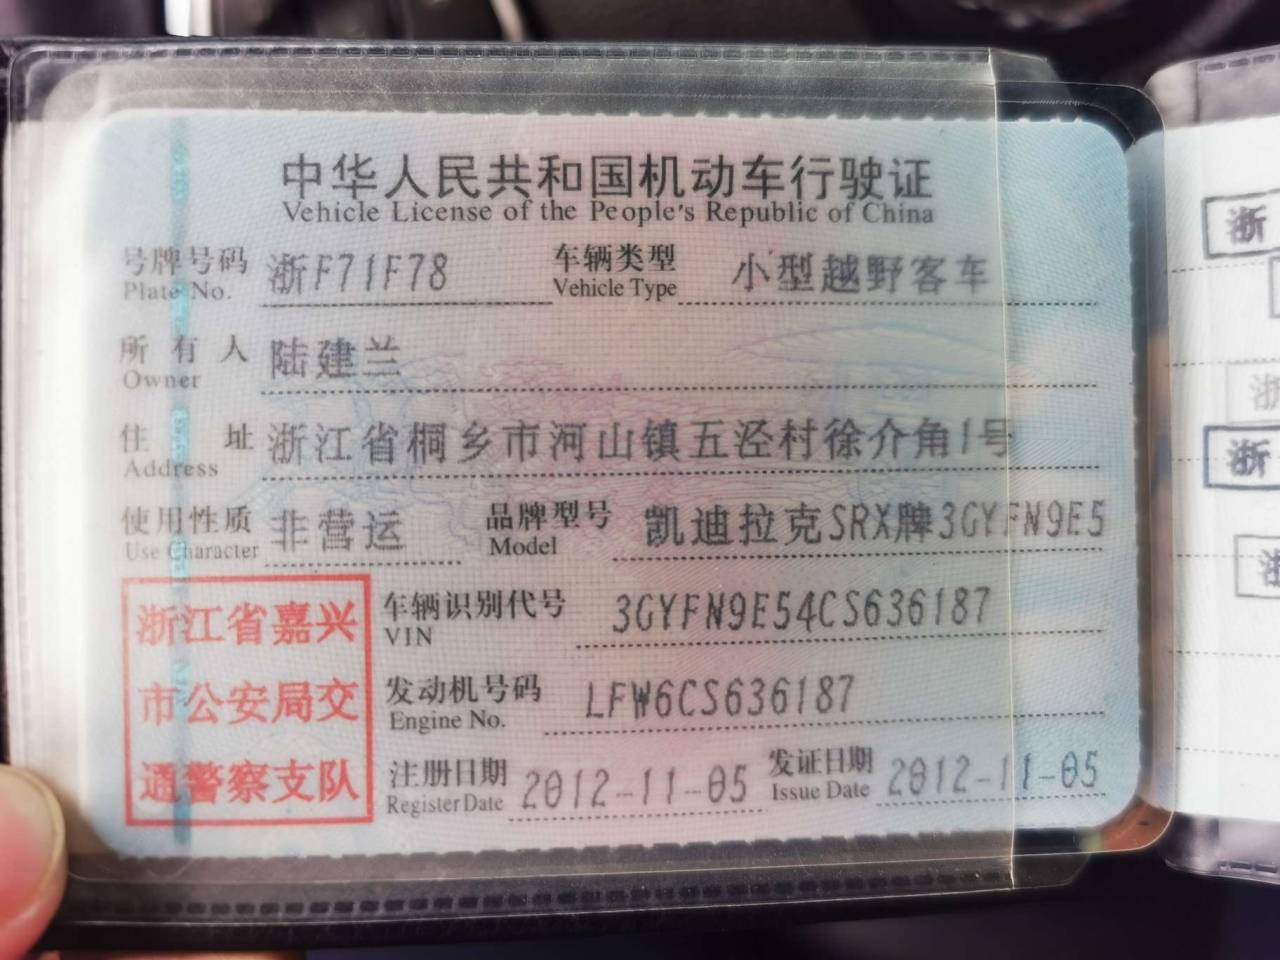 中华人民共和国机动车行驶证
Vehicle License of the People's Republic of China
号牌号码 浙F71F78 车辆类型 小型越野客车
Plate No. Vehicle Type
所有人 陆建兰
Owner
住址 浙江省桐乡市河山镇五泾村徐介角1号
Address
使用性质 非营运 品牌型号 凯迪拉克SRX牌3GYFN9E5
Use Character Model
浙江省嘉兴
市公安局交
通警察支队
车辆识别代号 3GYFN9E54CS636187
VIN
发动机号码 LFW6CS636187
Engine No.
注册日期 2012-11-05 发证日期 2012-11-05
Register Date Issue Date
浙
浙
浙